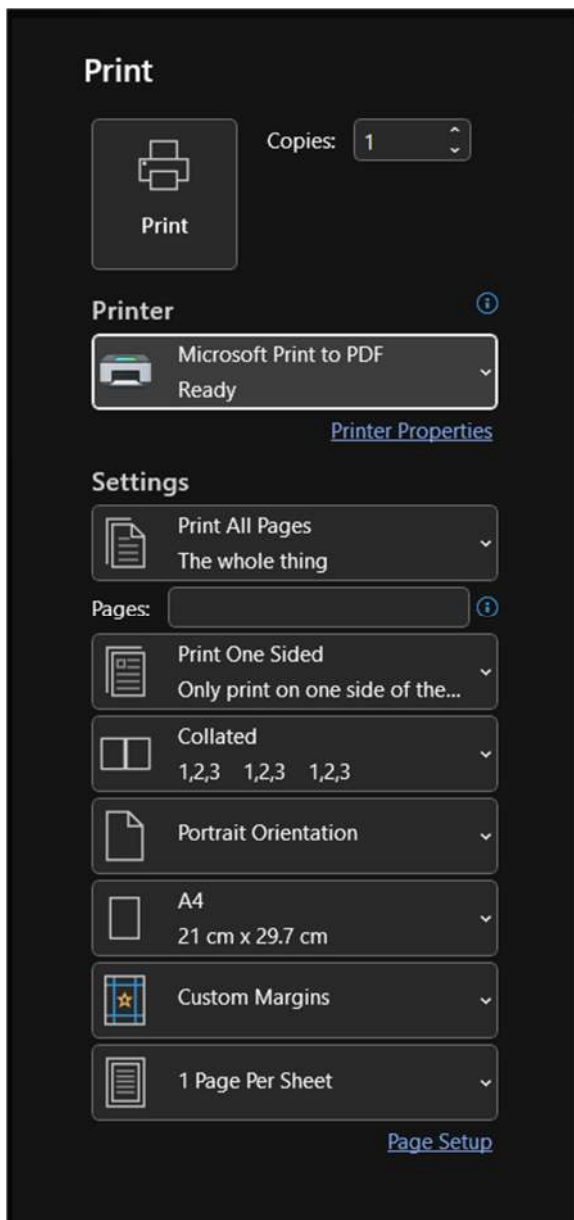 Print
Copies: 1
Print
Printer
Microsoft Print to PDF
Ready
Printer Properties
Settings
Print All Pages
The whole thing
Pages:
Print One Sided
Only print on one side of the...
Collated
1,2,3 1,2,3 1,2,3
Portrait Orientation
A4
21 cm x 29.7 cm
Custom Margins
1 Page Per Sheet
Page Setup